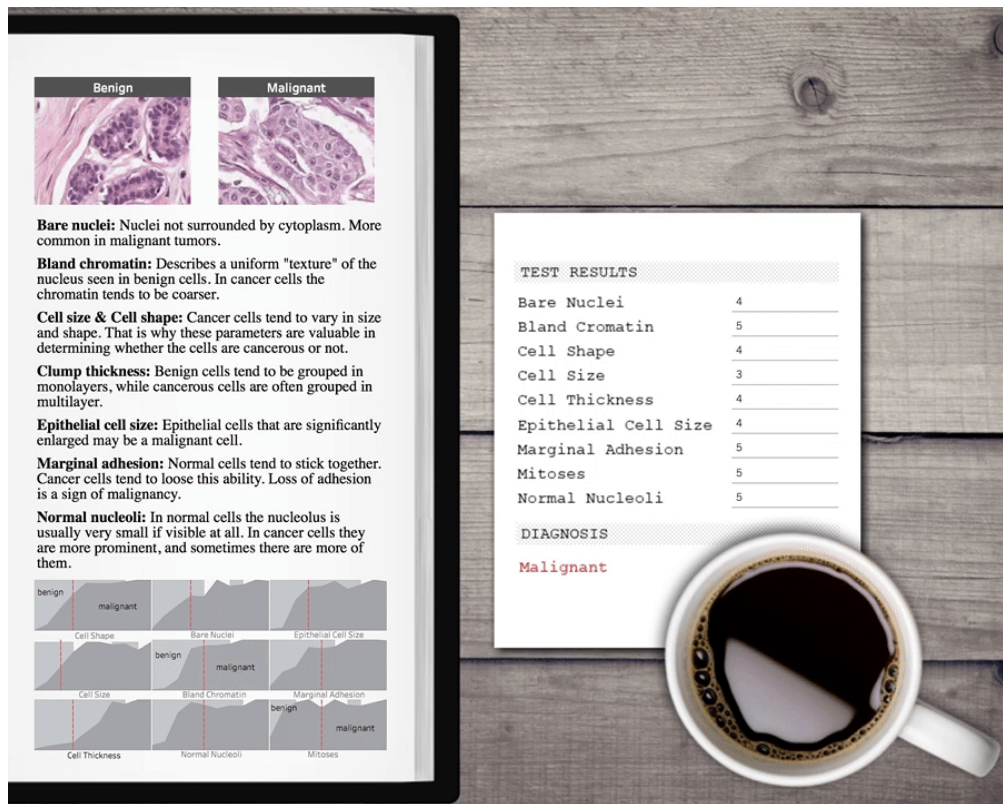 Benign
Malignant
Bare nuclei: Nuclei not surrounded by cytoplasm. More
common in malignant tumors.
Bland chromatin: Describes a uniform "texture" of the
nucleus seen in benign cells. In cancer cells the
chromatin tends to be coarser.
Cell size & Cell shape: Cancer cells tend to vary in size
and shape. That is why these parameters are valuable in
determining whether the cells are cancerous or not.
Clump thickness: Benign cells tend to be grouped in
monolayers, while cancerous cells are often grouped in
multilayer.
Epithelial cell size: Epithelial cells that are significantly
enlarged may be a malignant cell.
Marginal adhesion: Normal cells tend to stick together.
Cancer cells tend to loose this ability. Loss of adhesion
is a sign of malignancy.
Normal nucleoli: In normal cells the nucleolus is
usually very small if visible at all. In cancer cells they
are more prominent, and sometimes there are more of
them.
benign
malignant
Cell Shape
Bare Nuclei
Epithelial Cell Size
benign
malignant
Cell Size
Bland Chromatin
Marginal Adhesion
benign
malignant
Cell Thickness
Normal Nucleoli
Mitoses
TEST RESULTS
Bare Nuclei 4
Bland Cromatin 5
Cell Shape 4
Cell Size 3
Cell Thickness 4
Epithelial Cell Size 4
Marginal Adhesion 5
Mitoses 5
Normal Nucleoli 5
DIAGNOSIS
Malignant